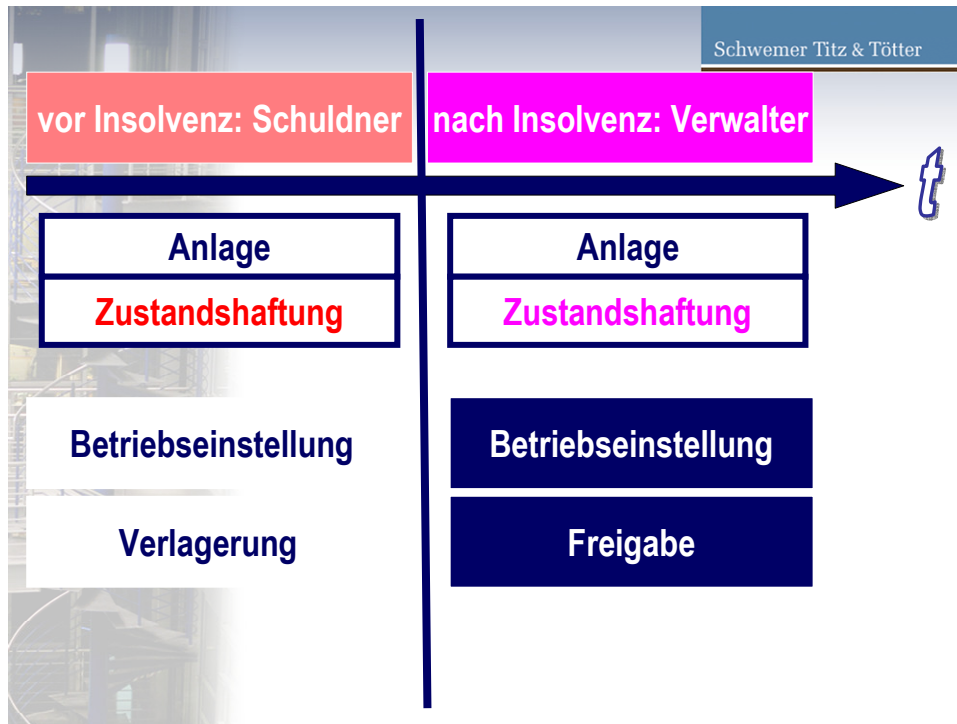 Schwemer Titz & Tötter
vor Insolvenz: Schuldner
nach Insolvenz: Verwalter
t
Anlage
Zustandshaftung
Anlage
Zustandshaftung
Betriebseinstellung
Betriebseinstellung
Verlagerung
Freigabe